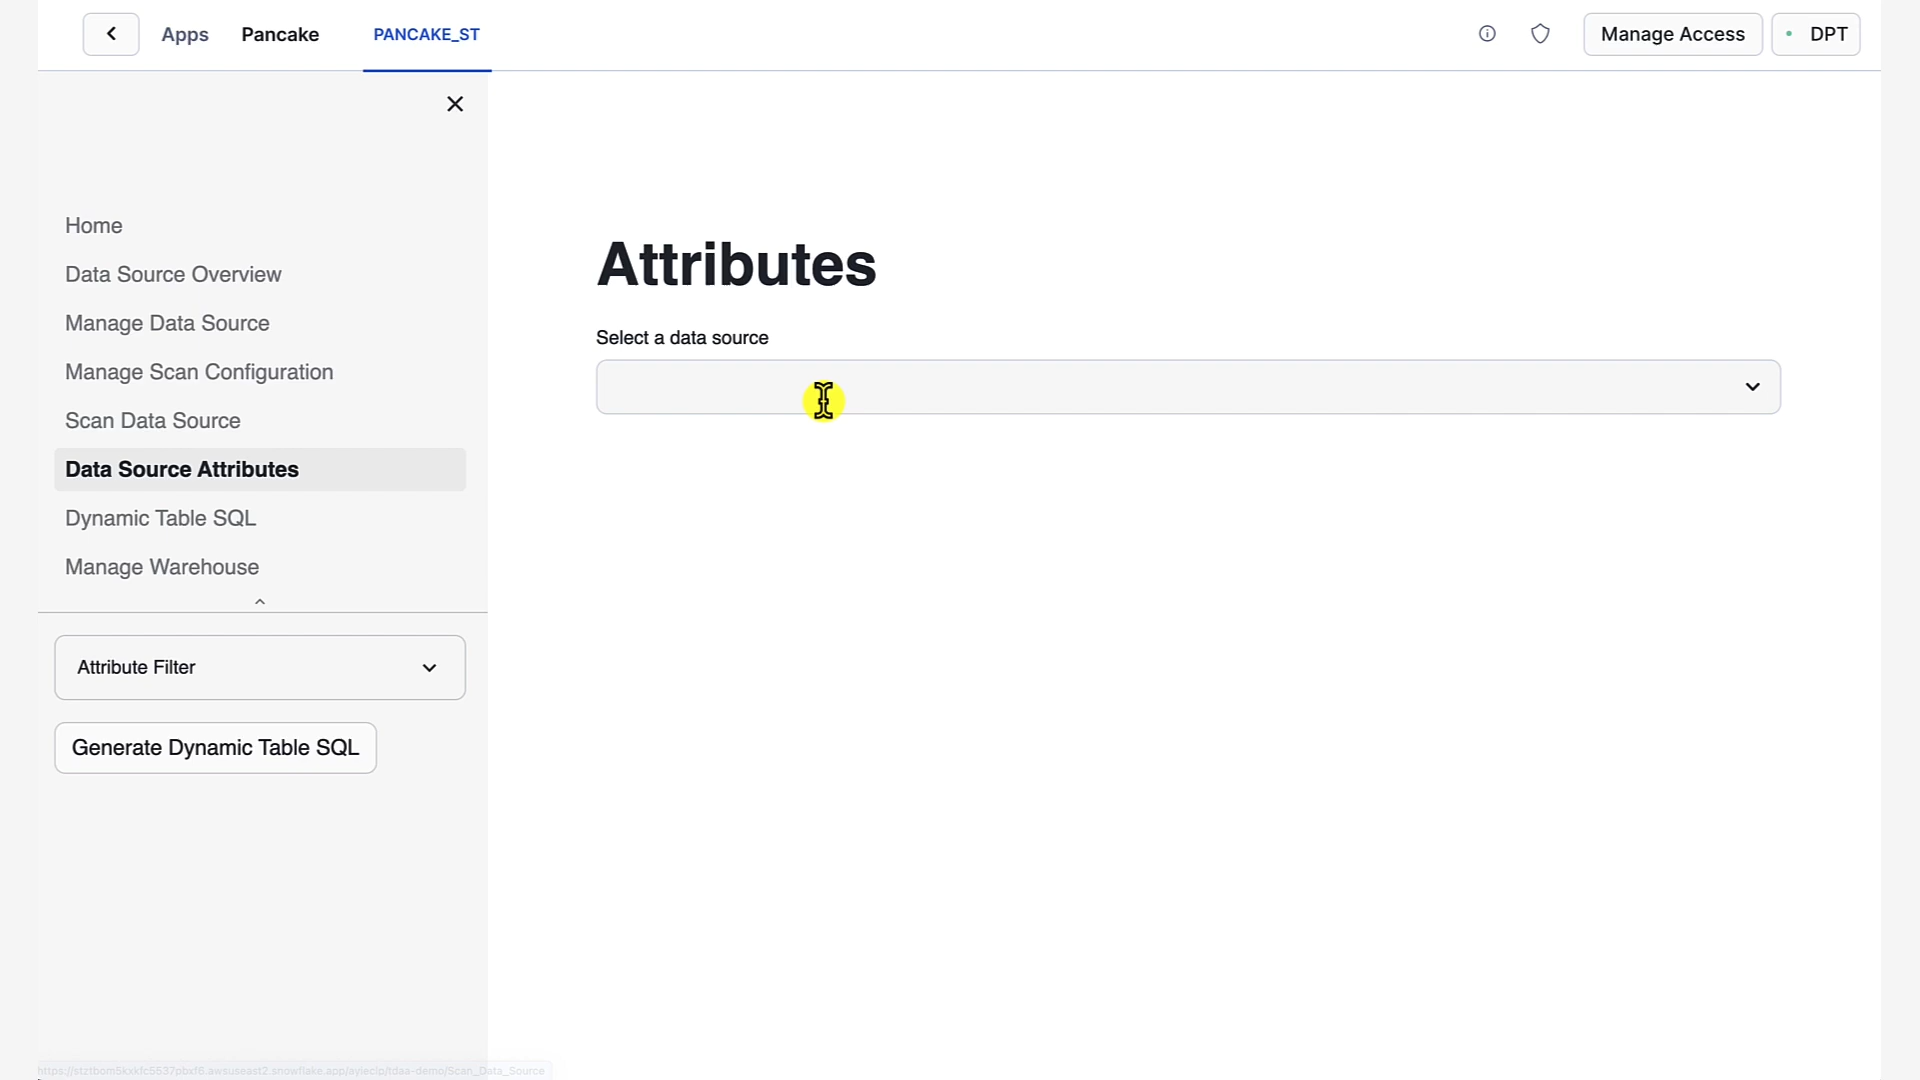 Apps Pancake PANCAKE_ST Manage Access DPT
Home
Data Source Overview
Manage Data Source
Manage Scan Configuration
Scan Data Source
Data Source Attributes
Dynamic Table SQL
Manage Warehouse
Attribute Filter
Generate Dynamic Table SQL
Attributes
Select a data source